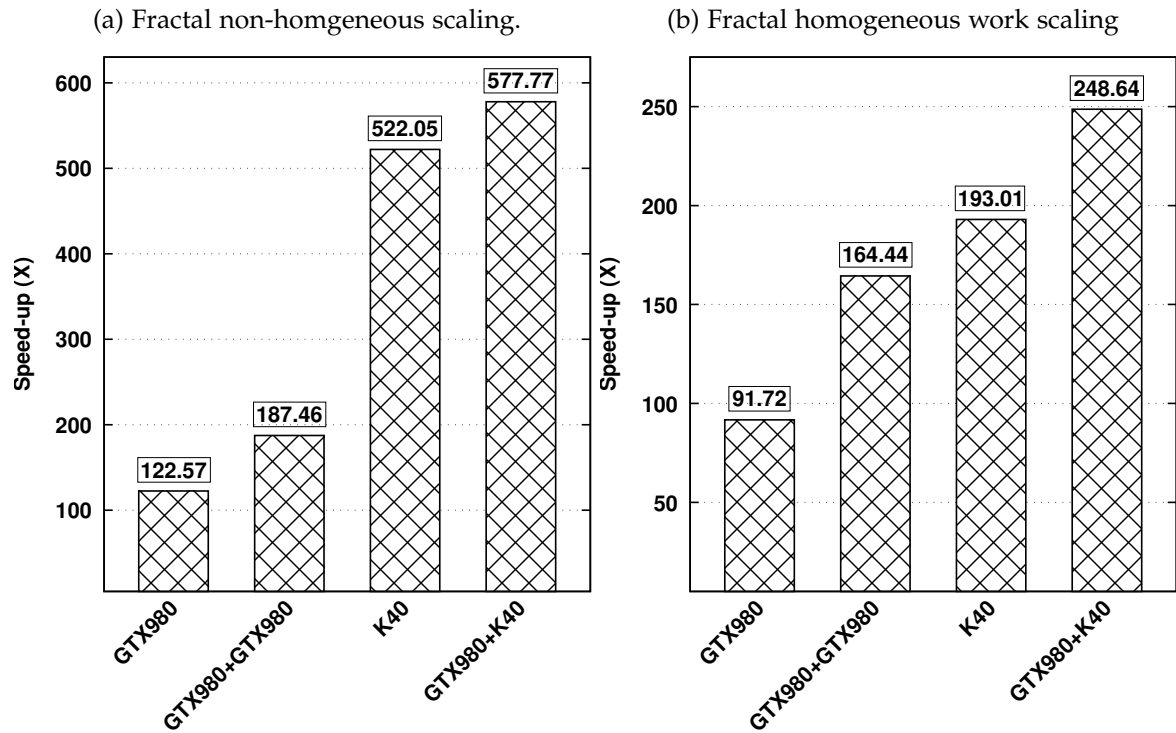 (a) Fractal non-homgeneous scaling.
Speed-up (X)
600
500
400
300
200
100
122.57
187.46
522.05
577.77
GTX980
GTX980+GTX980
K40
GTX980+K40
(b) Fractal homogeneous work scaling
Speed-up (X)
250
200
150
100
50
91.72
164.44
193.01
248.64
GTX980
GTX980+GTX980
K40
GTX980+K40